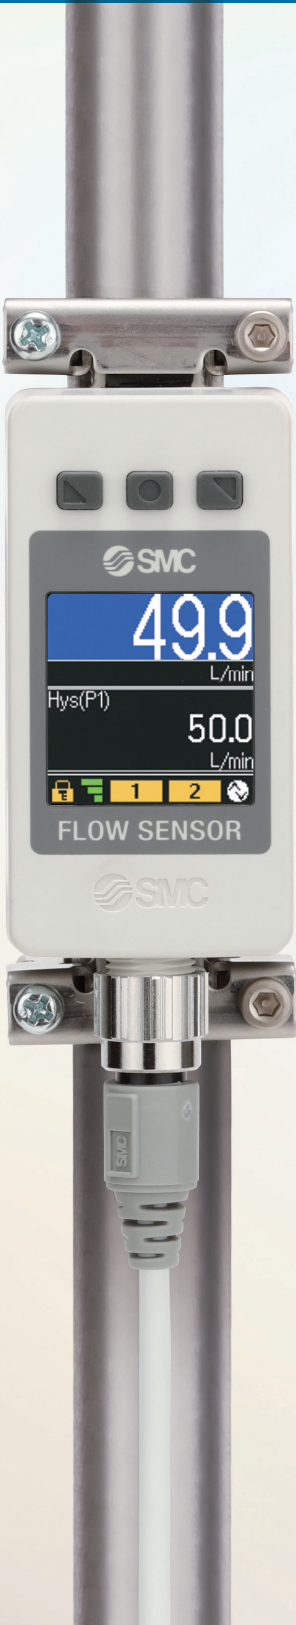 SMC
49.9
L/min
Hys(P1)
50.0
L/min
E 1 2
FLOW SENSOR
SMC
SMC